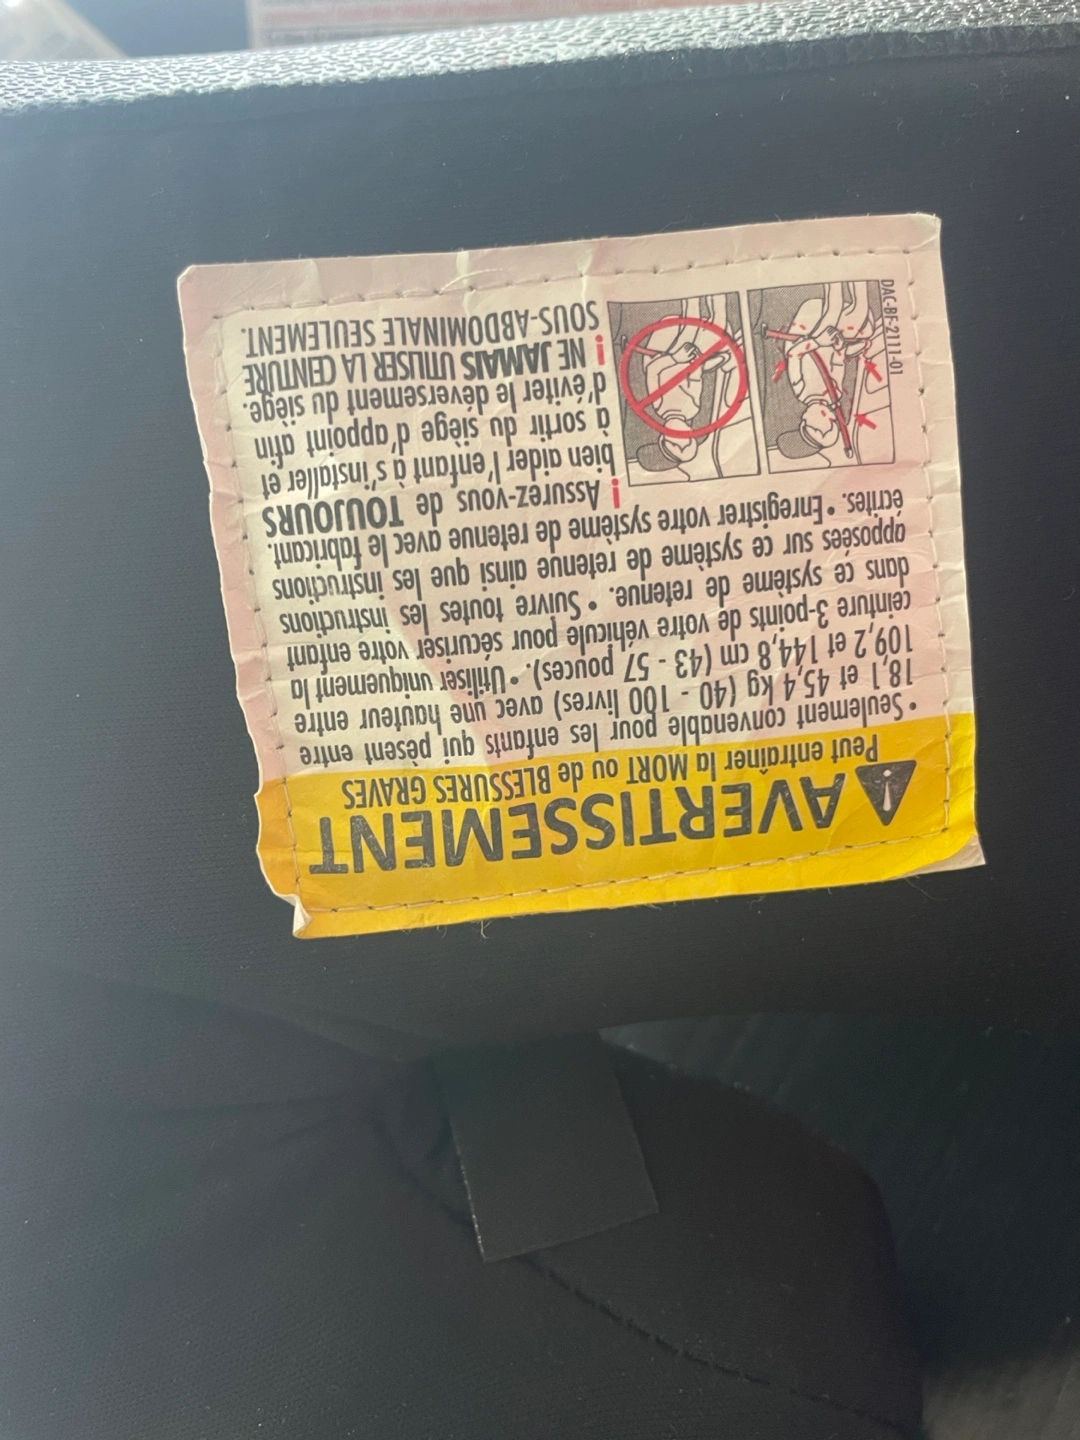 AVERTISSEMENT
Peut entraîner la MORT ou de BLESSURES GRAVES
• Seulement convenable pour les enfants qui pèsent entre
18,1 et 45,4 kg (40 - 100 livres) avec une hauteur entre
109,2 et 144,8 cm (43 - 57 pouces). • Utiliser uniquement la
ceinture 3-points de votre véhicule pour sécuriser votre enfant
dans ce système de retenue. • Suivre toutes les instructions
apposées sur ce système de retenue ainsi que les instructions
écrites. • Enregistrer votre système de retenue avec le fabricant.
! Assurez-vous de TOUJOURS
bien aider l'enfant à s'installer et
à sortir du siège d'appoint afin
d'éviter le déversement du siège.
! NE JAMAIS UTILISER LA CEINTURE
SOUS-ABDOMINALE SEULEMENT.
DAC-BF-2111-01